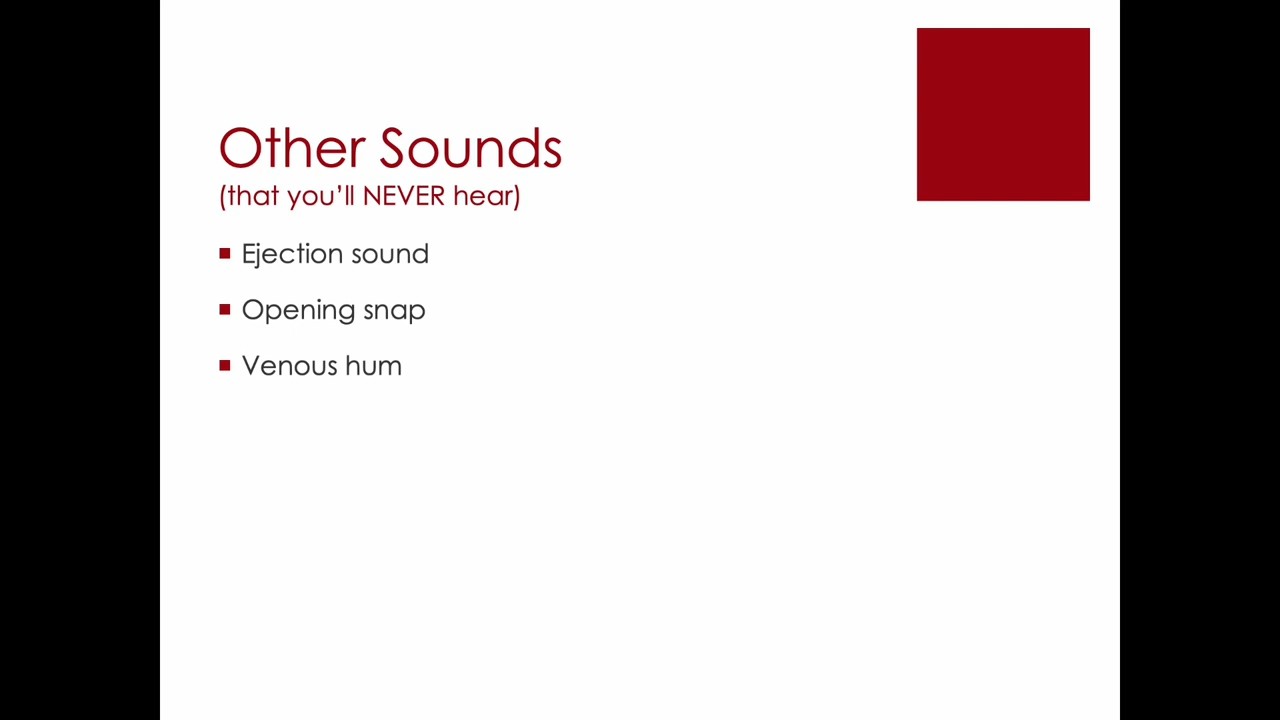 Other Sounds
(that you’ll NEVER hear)
Ejection sound
Opening snap
Venous hum